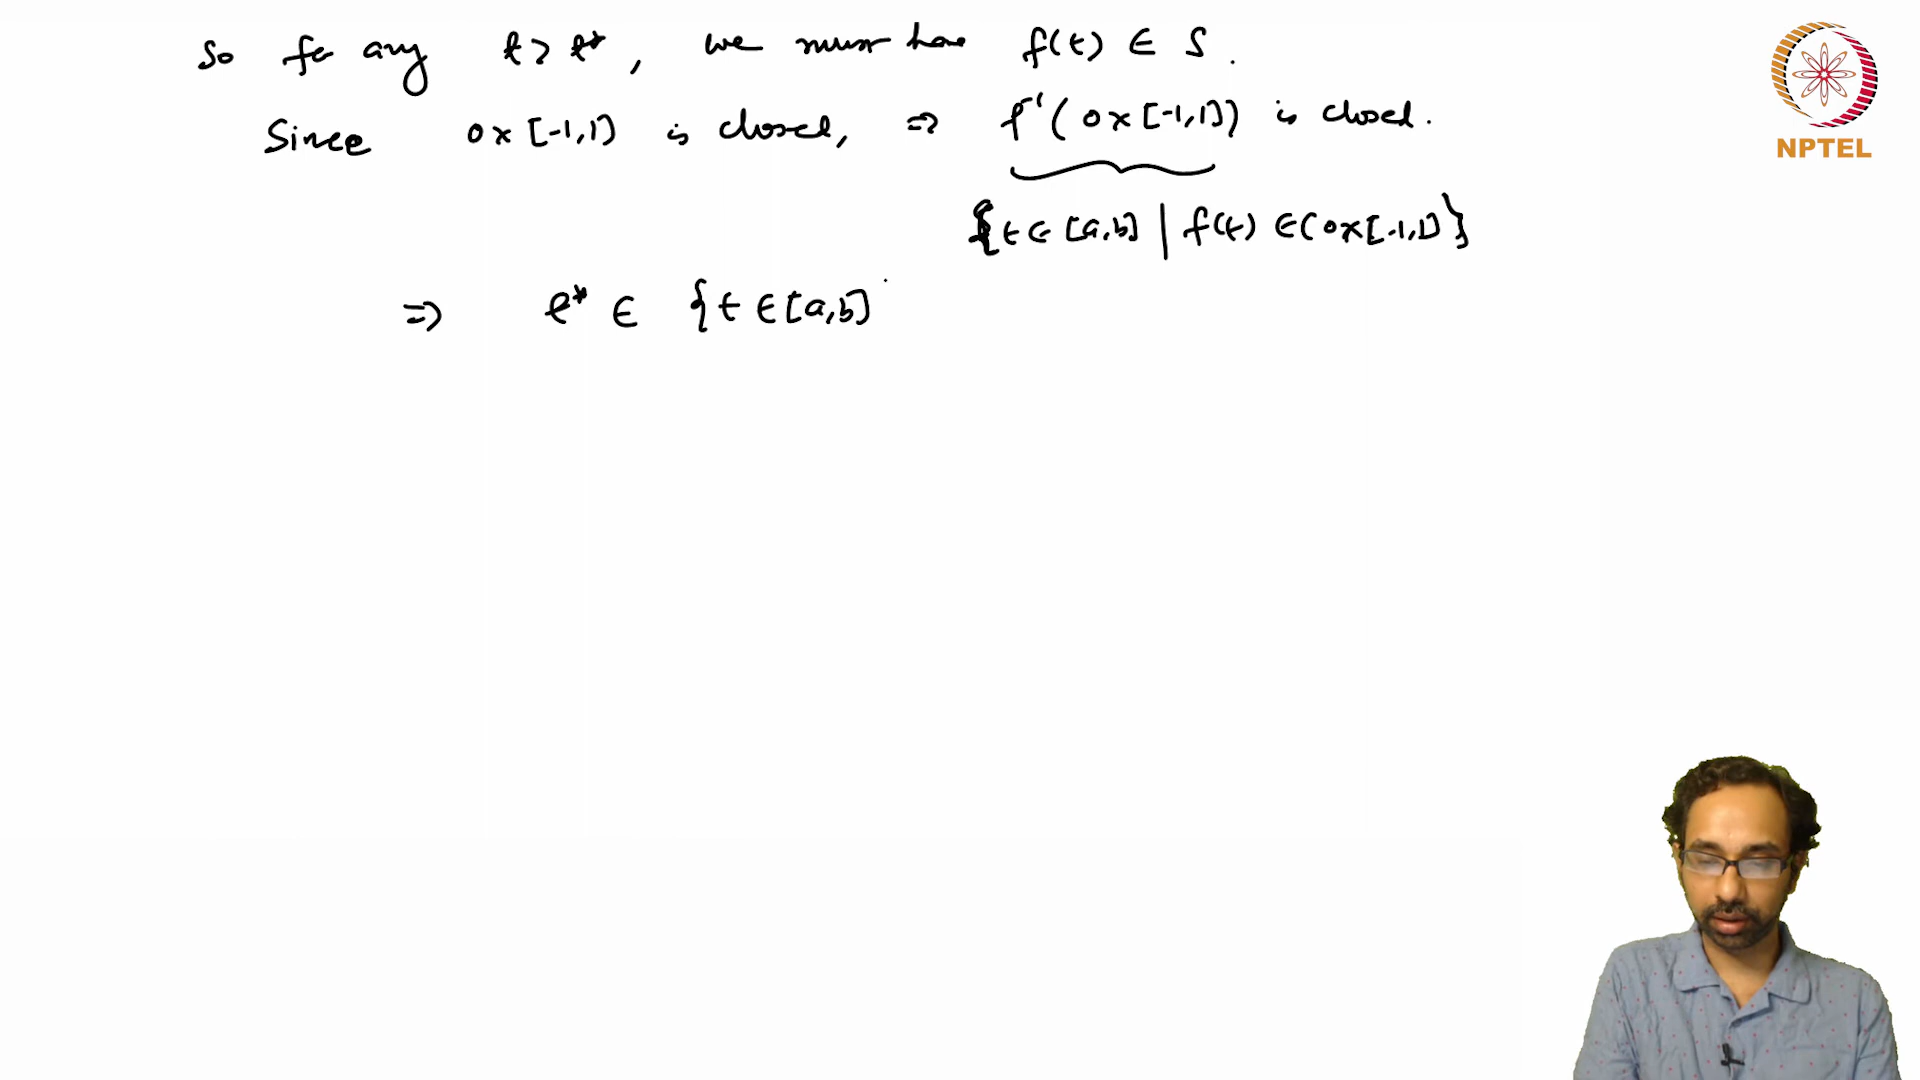 So for any t > t*, we must have f(t) ∈ S.
Since 0 x [-1,1] is closed, ⇒ f⁻¹(0 x [-1,1]) is closed.
{t ∈ [a,b] | f(t) ∈ (0 x [-1,1])}
⇒ t* ∈ {t ∈ [a,b]
NPTEL